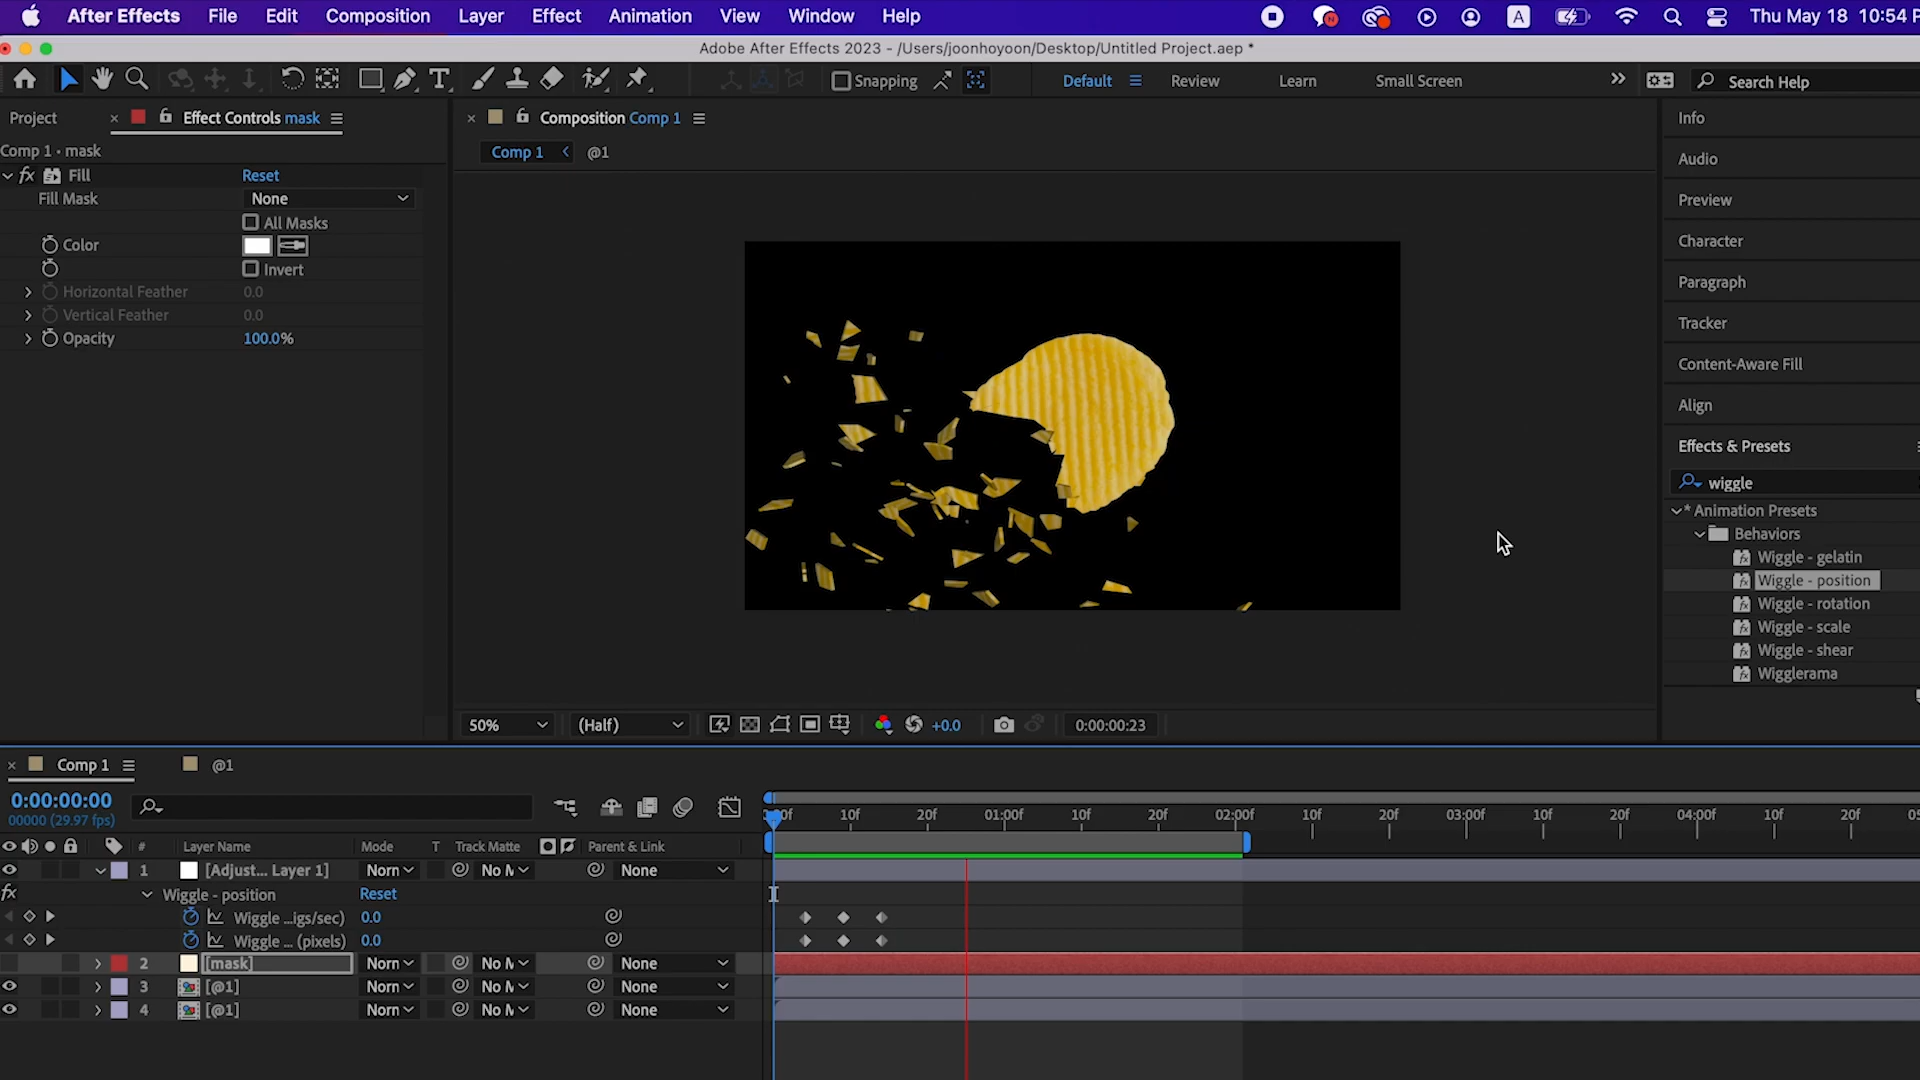 After Effects File Edit Composition Layer Effect Animation View Window Help A Thu May 18 10:54 P
Adobe After Effects 2023 - /Users/joonhoyoon/Desktop/Untitled Project.aep *
T Snapping Default Review Learn Small Screen Search Help
Project Effect Controls mask
Comp 1 • mask
fx Fill Reset
Fill Mask None
All Masks
Color
Invert
Horizontal Feather 0.0
Vertical Feather 0.0
Opacity 100.0%
Composition Comp 1
Comp 1 @1
50% (Half) +0.0 0:00:00:23
Info
Audio
Preview
Character
Paragraph
Tracker
Content-Aware Fill
Align
Effects & Presets
wiggle
* Animation Presets
Behaviors
Wiggle - gelatin
Wiggle - position
Wiggle - rotation
Wiggle - scale
Wiggle - shear
Wigglerama
Comp 1 @1
0:00:00:00
00000 (29.97 fps)
:00f 10f 20f 01:00f 10f 20f 02:00f 10f 20f 03:00f 10f 20f 04:00f 10f 20f 05
# Layer Name Mode T Track Matte Parent & Link
1 [Adjust... Layer 1] Norn No M None
fx Wiggle - position Reset
Wiggle ...igs/sec) 0.0
Wiggle ... (pixels) 0.0
2 [mask] Norn No M None
3 [@1] Norn No M None
4 [@1] Norn No M None